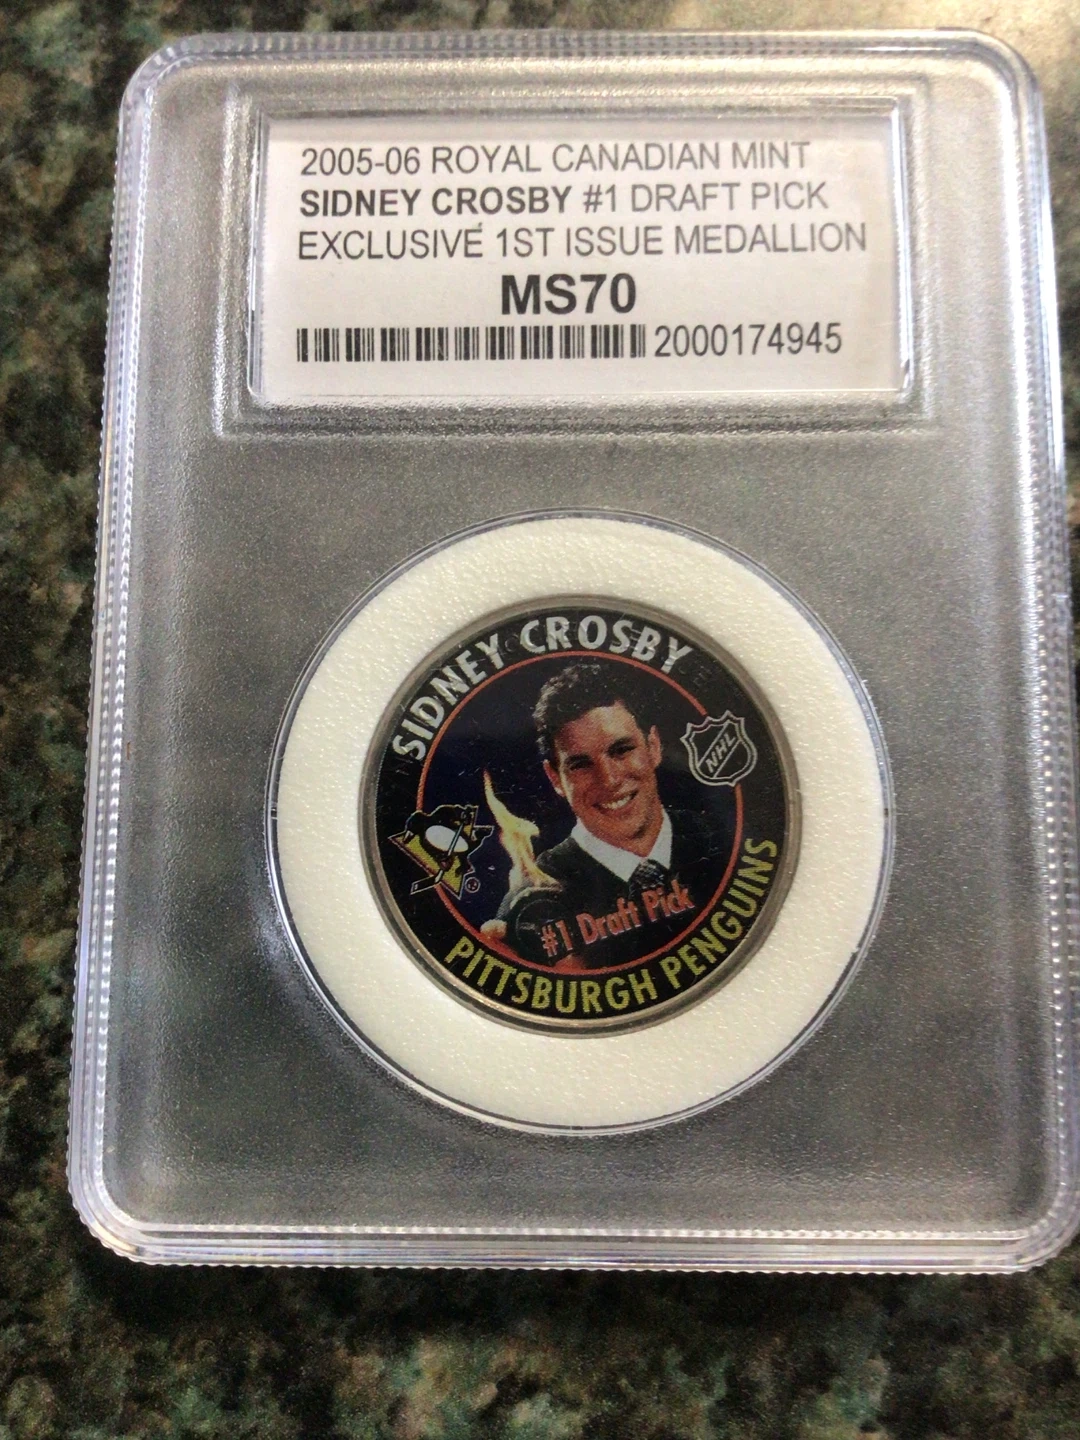 2005-06 ROYAL CANADIAN MINT
SIDNEY CROSBY #1 DRAFT PICK
EXCLUSIVE 1ST ISSUE MEDALLION
MS70
2000174945
SIDNEY CROSBY
NHL
#1 Draft Pick
PITTSBURGH PENGUINS